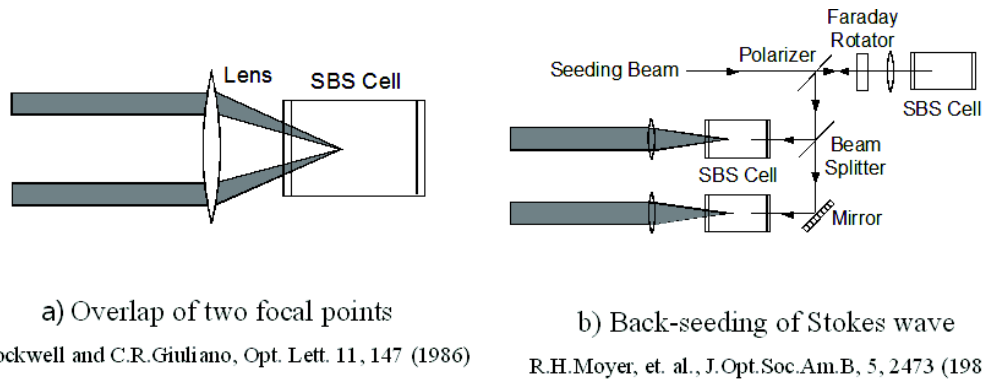 Lens
SBS Cell
a) Overlap of two focal points
ockwell and C.R.Giuliano, Opt. Lett. 11, 147 (1986)
Faraday
Rotator
Polarizer
Seeding Beam
SBS Cell
Beam
Splitter
SBS Cell
Mirror
b) Back-seeding of Stokes wave
R.H.Moyer, et. al., J.Opt.Soc.Am.B, 5, 2473 (198